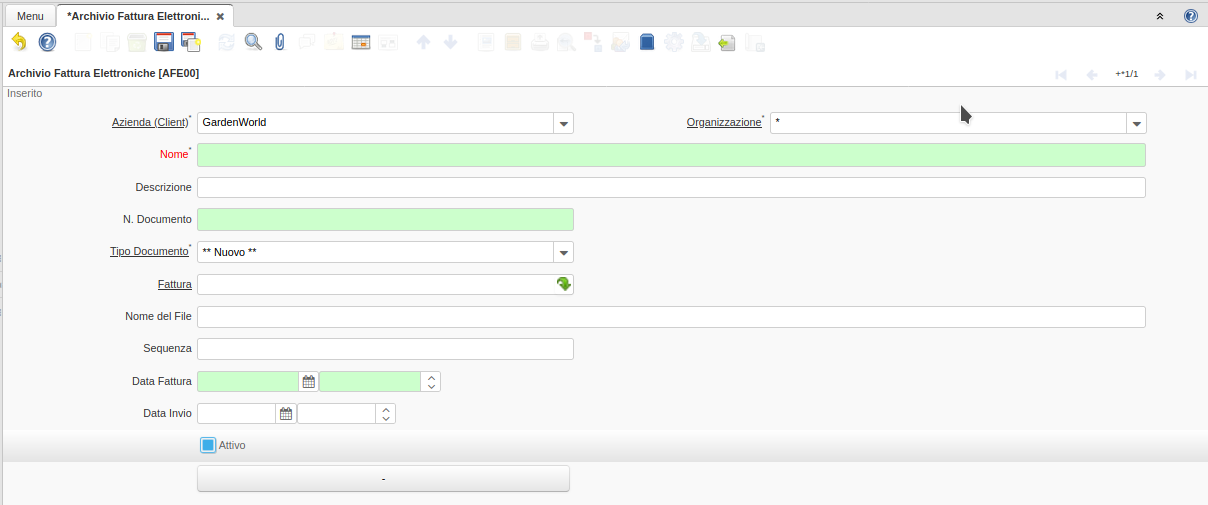 Menu
*Archivio Fattura Elettroni...
Archivio Fattura Elettroniche [AFE00]
+*1/1
Inserito
Azienda (Client)* GardenWorld Organizzazione* *
Nome*
Descrizione
N. Documento
Tipo Documento* ** Nuovo **
Fattura
Nome del File
Sequenza
Data Fattura
Data Invio
Attivo
-